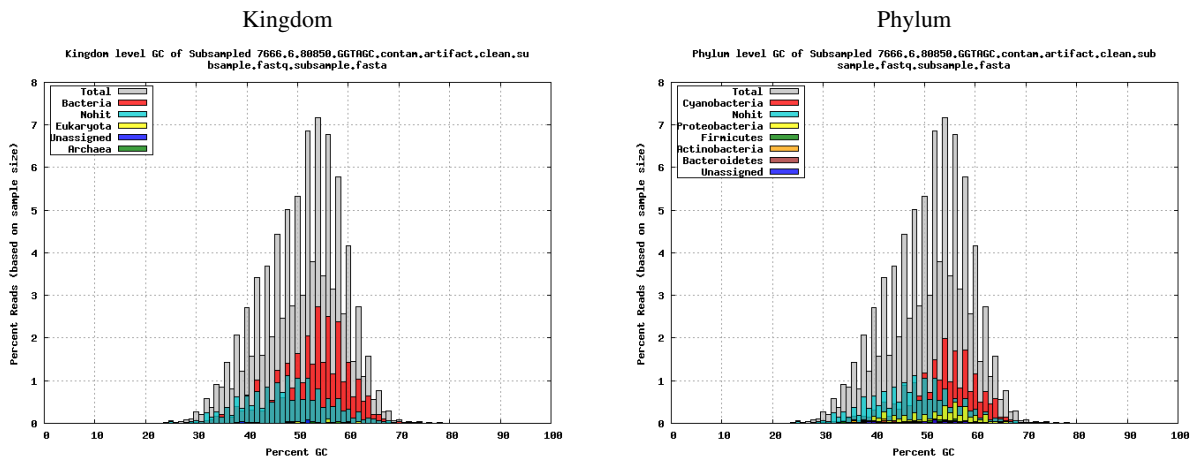 Kingdom
Kingdom level GC of Subsampled 7666.6.80850.GGTAGC.contam.artifact.clean.su
bsample.fastq.subsample.fasta
Percent Reads (based on sample size)
8
7
6
5
4
3
2
1
0
Total
Bacteria
Nohit
Eukaryota
Unassigned
Archaea
0 10 20 30 40 50 60 70 80 90 100
Percent GC
Phylum
Phylum level GC of Subsampled 7666.6.80850.GGTAGC.contam.artifact.clean.sub
sample.fastq.subsample.fasta
Percent Reads (based on sample size)
8
7
6
5
4
3
2
1
0
Total
Cyanobacteria
Nohit
Proteobacteria
Firmicutes
Actinobacteria
Bacteroidetes
Unassigned
0 10 20 30 40 50 60 70 80 90 100
Percent GC